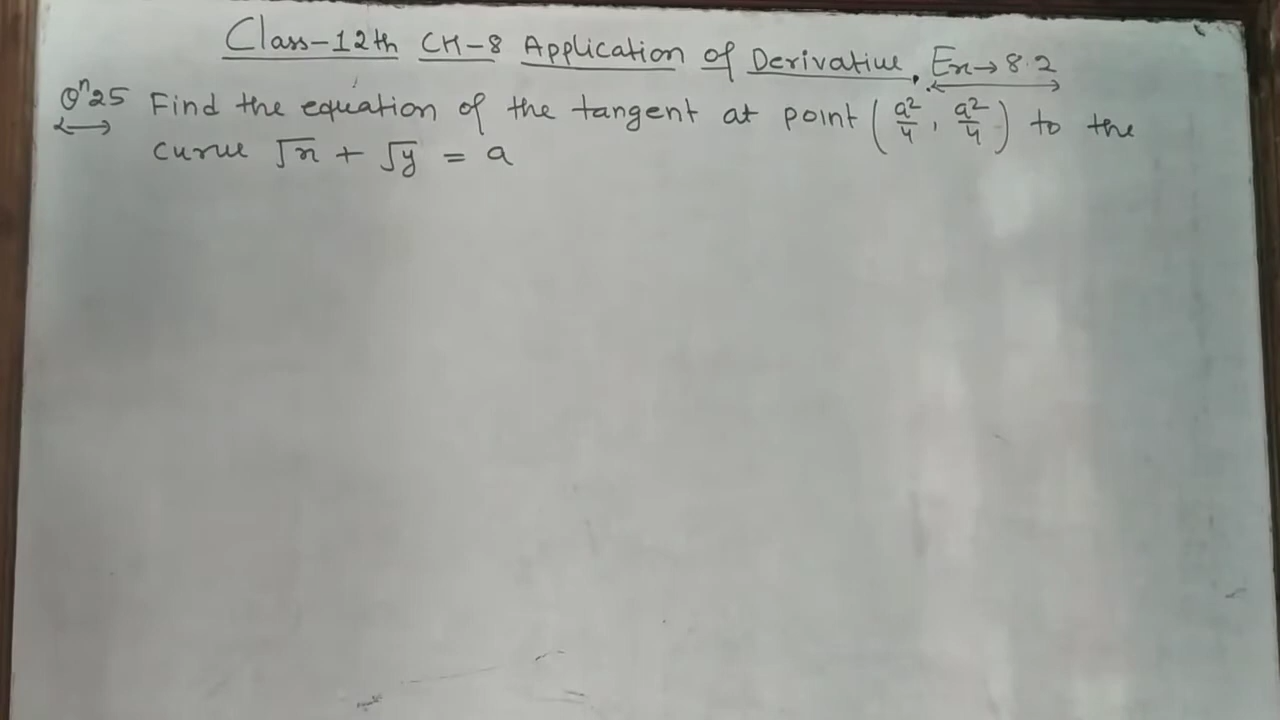 Class-12th CH-8 Application of Derivative, Ex→8.2
Qⁿ25 Find the equation of the tangent at point (a²/4, a²/4) to the
curve √x + √y = a